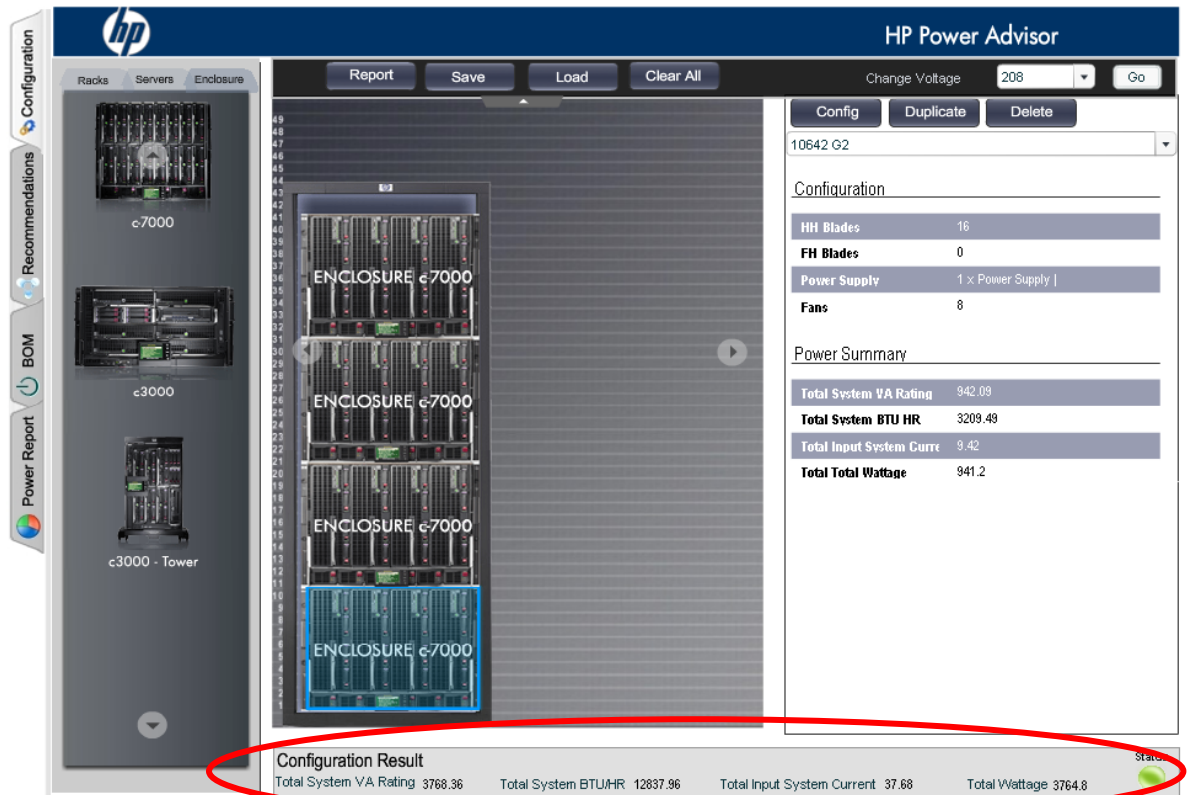 hp
HP Power Advisor
Configuration
Recommendations
BOM
Power Report
Racks Servers Enclosure
Report Save Load Clear All Change Voltage 208 Go
c-7000
c3000
c3000 - Tower
49
48
47
46
45
44
43
42
41
40
39
38
37
36
35
34
33
32
31
30
29
28
27
26
25
24
23
22
21
20
19
18
17
16
15
14
13
12
11
10
9
8
7
6
5
4
3
2
1
ENCLOSURE c-7000
ENCLOSURE c-7000
ENCLOSURE c-7000
ENCLOSURE c-7000
Config Duplicate Delete
10642 G2
Configuration
HH Blades 16
FH Blades 0
Power Supply 1 x Power Supply |
Fans 8
Power Summary
Total System VA Rating 942.09
Total System BTU HR 3209.49
Total Input System Curre 9.42
Total Total Wattage 941.2
Configuration Result
Total System VA Rating 3768.36 Total System BTU/HR 12837.96 Total Input System Current 37.68 Total Wattage 3764.8